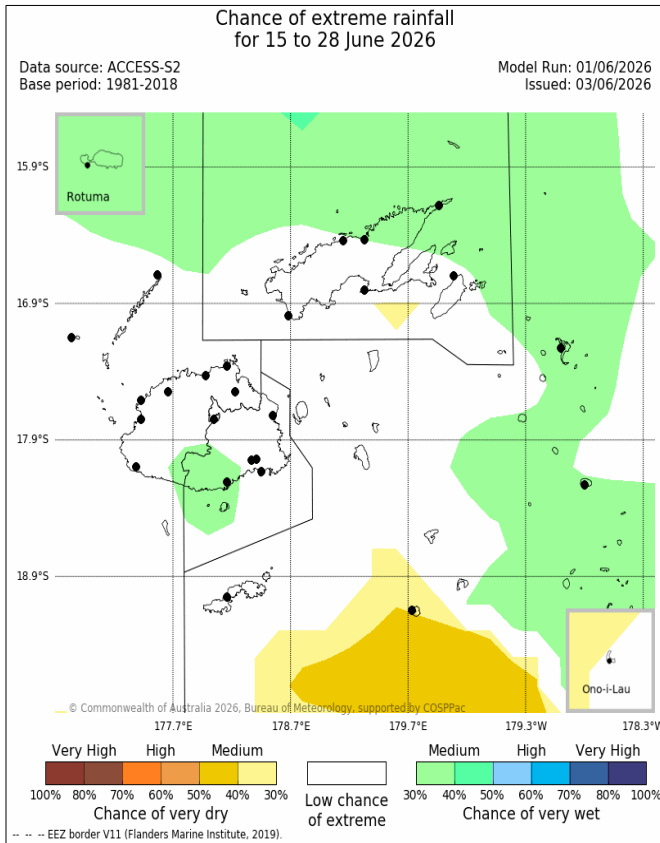 Chance of extreme rainfall
for 15 to 28 June 2026
Data source: ACCESS-S2
Base period: 1981-2018
Model Run: 01/06/2026
Issued: 03/06/2026
15.9°S
Rotuma
16.9°S
17.9°S
18.9°S
Ono-i-Lau
© Commonwealth of Australia 2026, Bureau of Meteorology, supported by COSPPac
177.7°E 178.7°E 179.7°E 179.3°W 178.3°W
Very High High Medium
100% 80% 70% 60% 50% 40% 30%
Chance of very dry
Low chance
of extreme
Medium High Very High
30% 40% 50% 60% 70% 80% 100%
Chance of very wet
-- -- -- EEZ border V11 (Flanders Marine Institute, 2019).